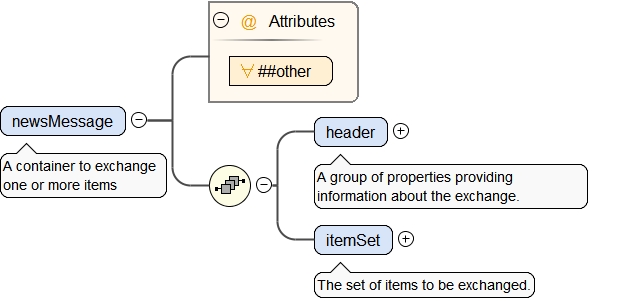 @ Attributes
∀ ##other
newsMessage
A container to exchange
one or more items
header
A group of properties providing
information about the exchange.
itemSet
The set of items to be exchanged.